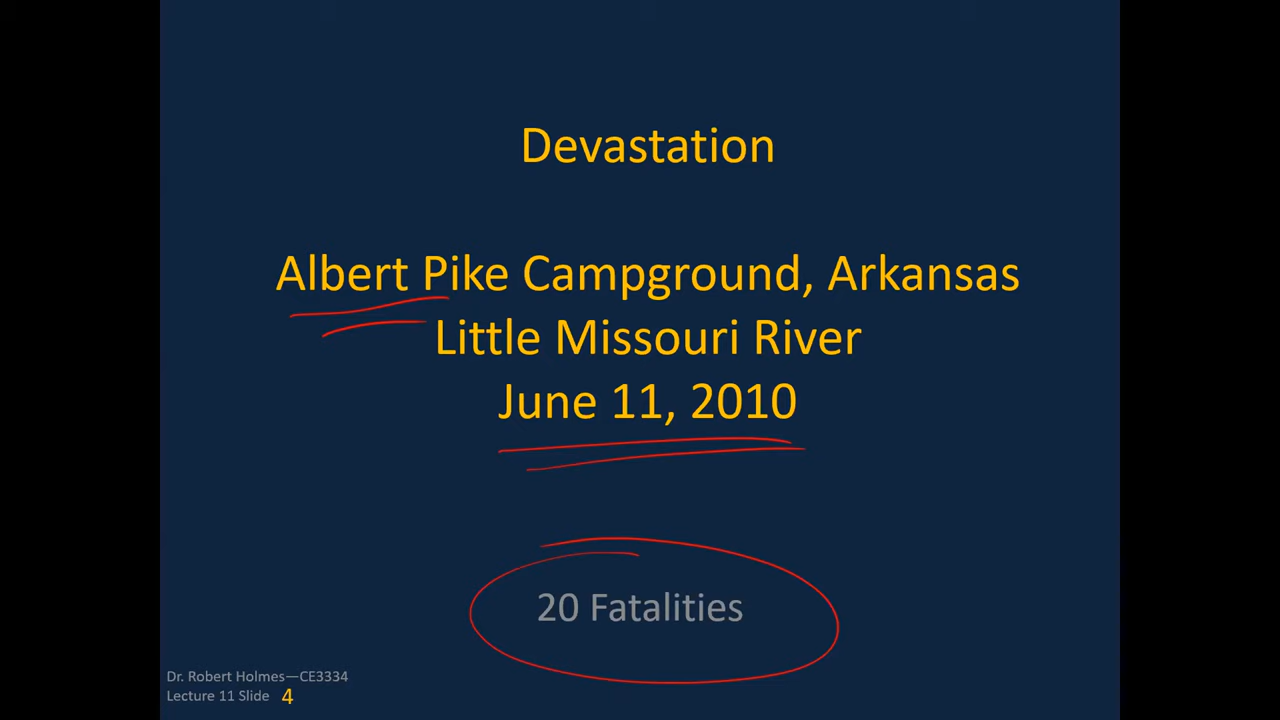 Devastation
Albert Pike Campground, Arkansas
Little Missouri River
June 11, 2010
20 Fatalities
Dr. Robert Holmes—CE3334
Lecture 11 Slide 4